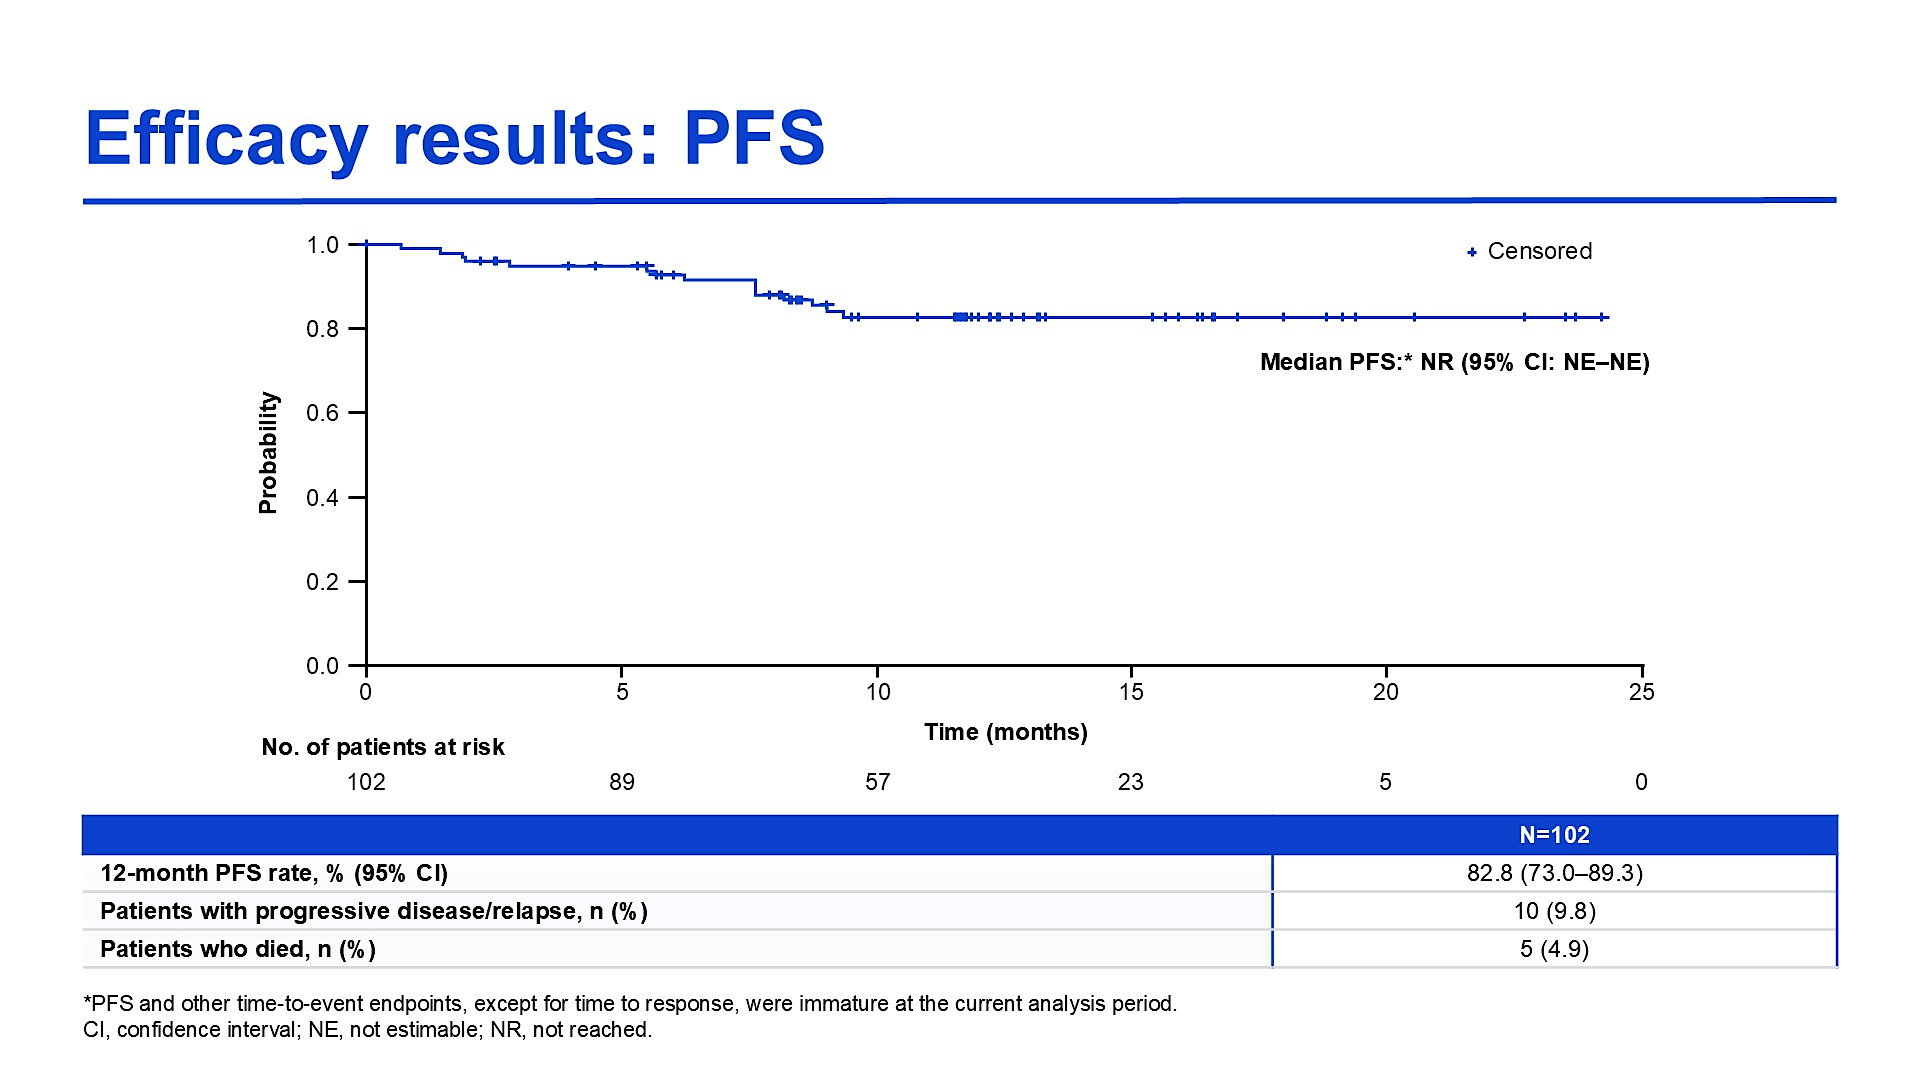 Efficacy results: PFS
1.0
Censored
0.8
Median PFS:* NR (95% CI: NE–NE)
0.6
Probability
0.4
0.2
0.0
0 5 10 15 20 25
Time (months)
No. of patients at risk
102 89 57 23 5 0
N=102
12-month PFS rate, % (95% CI) 82.8 (73.0–89.3)
Patients with progressive disease/relapse, n (%) 10 (9.8)
Patients who died, n (%) 5 (4.9)
*PFS and other time-to-event endpoints, except for time to response, were immature at the current analysis period.
CI, confidence interval; NE, not estimable; NR, not reached.